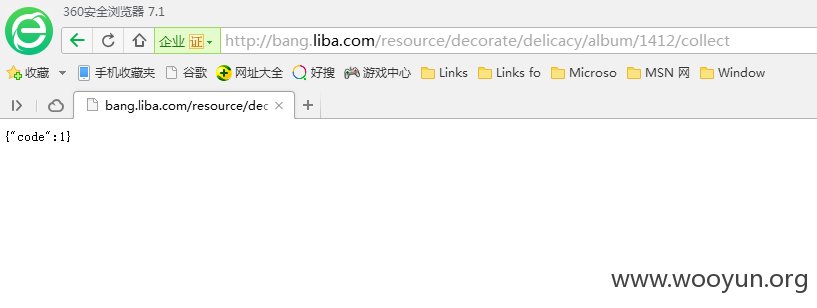 360安全浏览器 7.1
企业 证 http://bang.liba.com/resource/decorate/delicacy/album/1412/collect
收藏 手机收藏夹 谷歌 网址大全 好搜 游戏中心 Links Links fo Microso MSN 网 Window
bang.liba.com/resource/dec
{"code":1}
www.wooyun.org